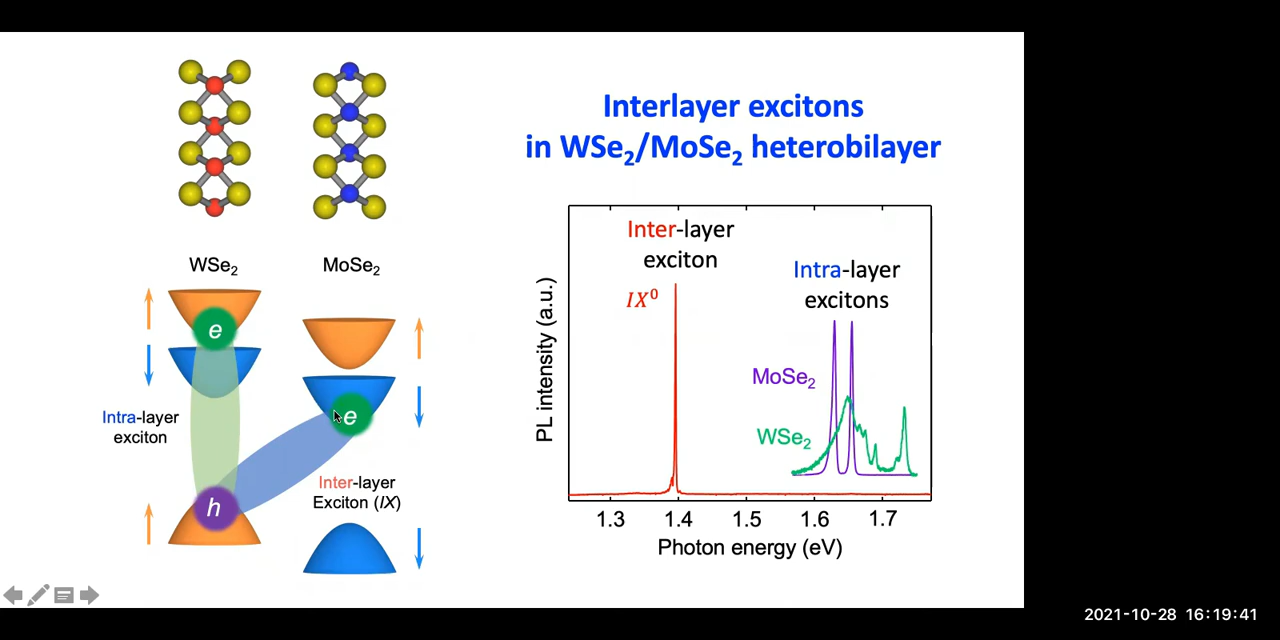 Interlayer excitons
in WSe₂/MoSe₂ heterobilayer
WSe₂
MoSe₂
e
e
h
Intra-layer
exciton
Inter-layer
Exciton (IX)
Inter-layer
exciton
IX⁰
Intra-layer
excitons
MoSe₂
WSe₂
PL intensity (a.u.)
1.3 1.4 1.5 1.6 1.7
Photon energy (eV)
2021-10-28 16:19:41